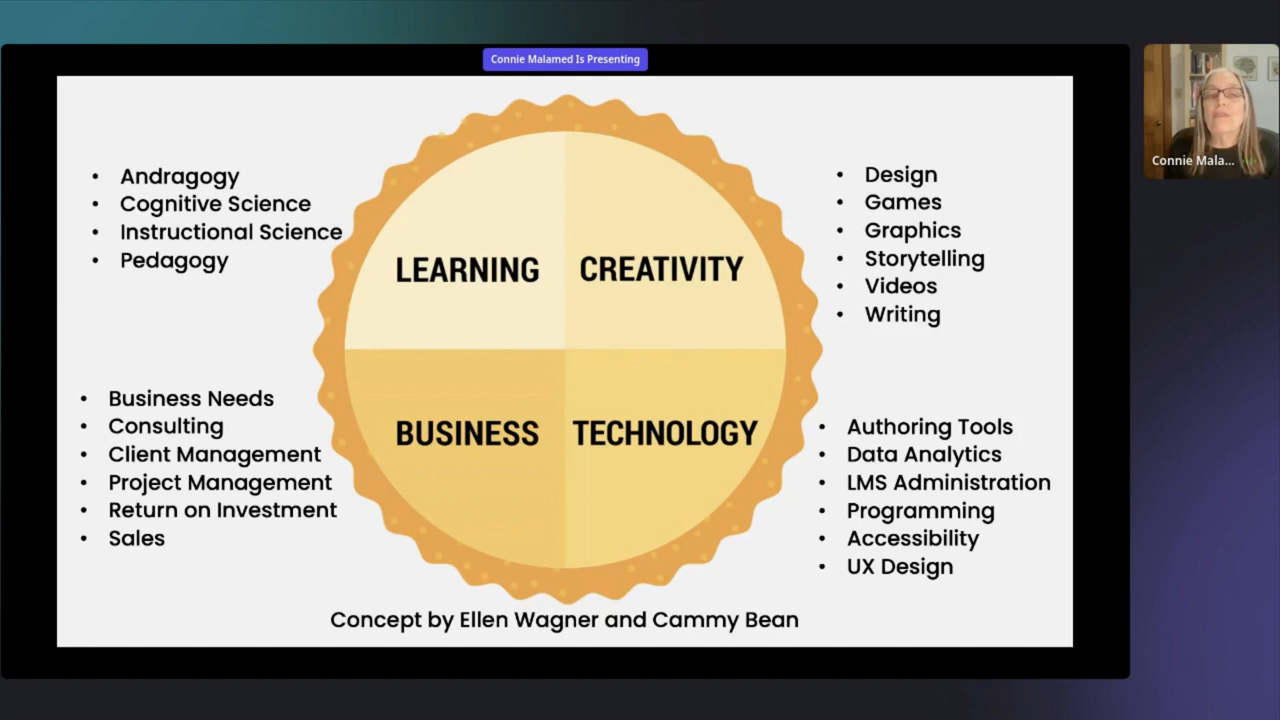 Connie Malamed Is Presenting
Connie Mala...
• Andragogy
• Cognitive Science
• Instructional Science
• Pedagogy
LEARNING
CREATIVITY
• Design
• Games
• Graphics
• Storytelling
• Videos
• Writing
• Business Needs
• Consulting
• Client Management
• Project Management
• Return on Investment
• Sales
BUSINESS
TECHNOLOGY
• Authoring Tools
• Data Analytics
• LMS Administration
• Programming
• Accessibility
• UX Design
Concept by Ellen Wagner and Cammy Bean